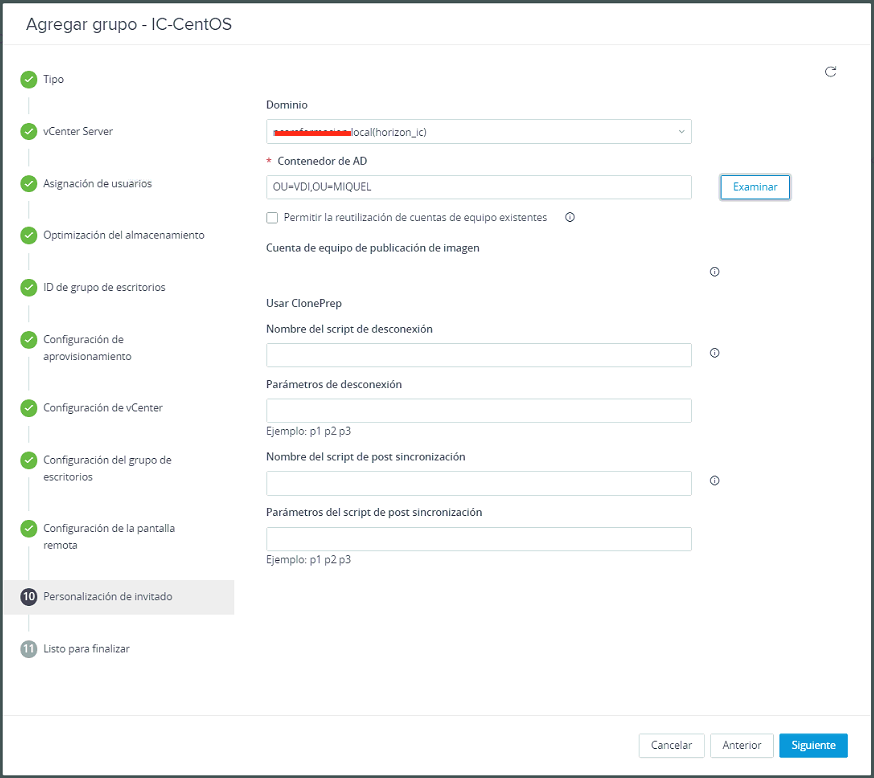 Agregar grupo - IC-CentOS
Tipo
vCenter Server
Asignación de usuarios
Optimización del almacenamiento
ID de grupo de escritorios
Configuración de
aprovisionamiento
Configuración de vCenter
Configuración del grupo de
escritorios
Configuración de la pantalla
remota
10 Personalización de invitado
11 Listo para finalizar
Dominio
local(horizon_ic)
* Contenedor de AD
OU=VDI,OU=MIQUEL
Examinar
Permitir la reutilización de cuentas de equipo existentes
Cuenta de equipo de publicación de imagen
Usar ClonePrep
Nombre del script de desconexión
Parámetros de desconexión
Ejemplo: p1 p2 p3
Nombre del script de post sincronización
Parámetros del script de post sincronización
Ejemplo: p1 p2 p3
Cancelar
Anterior
Siguiente